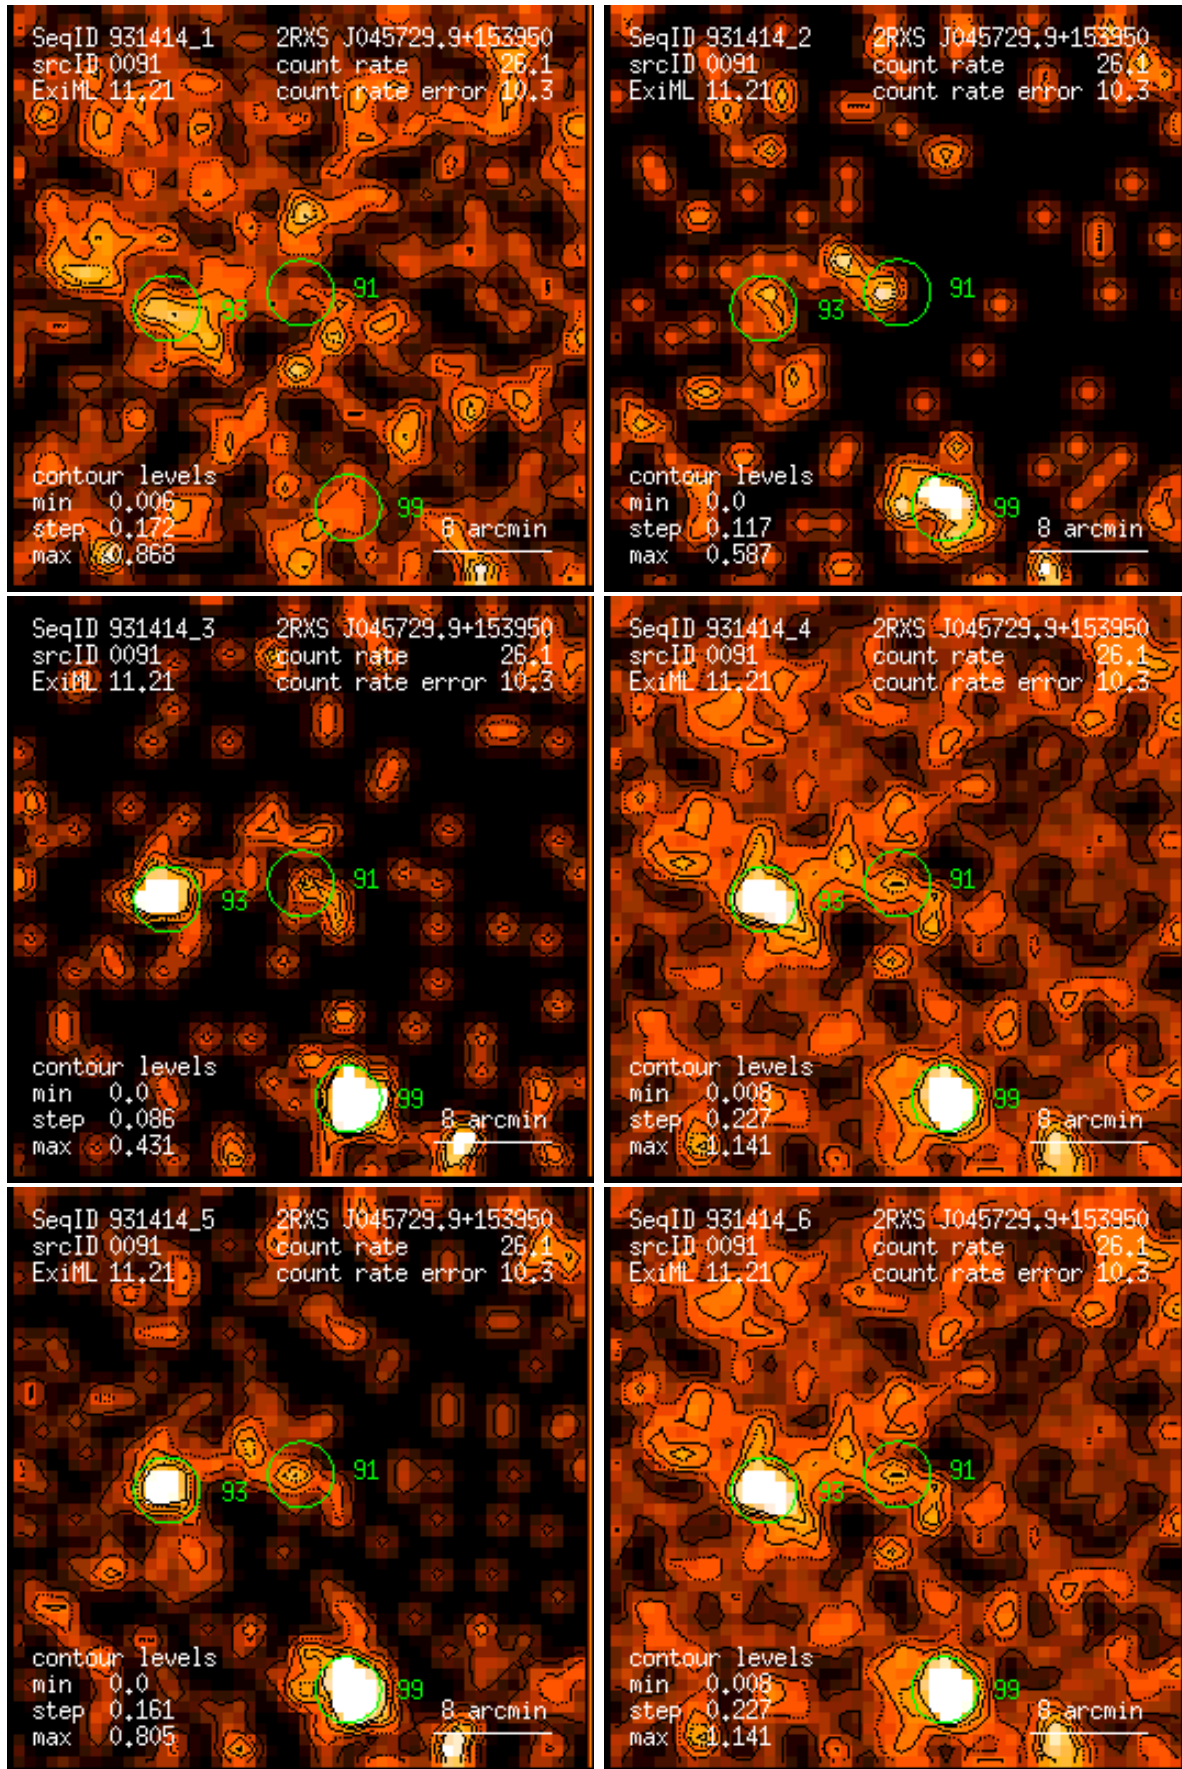 SeqID 931414_1 2RXS J045729.9+153950
srcID 0091 count rate 26.1
ExiML 11.21 count rate error 10.3
91
93
contour levels
min 0.006
99
step 0.172
8 arcmin
max 0.868
SeqID 931414_2 2RXS J045729.9+153950
srcID 0091 count rate 26.1
ExiML 11.21 count rate error 10.3
91
93
contour levels
min 0.0
99
step 0.117
8 arcmin
max 0.587
SeqID 931414_3 2RXS J045729.9+153950
srcID 0091 count rate 26.1
ExiML 11.21 count rate error 10.3
91
93
contour levels
min 0.0
99
step 0.086
8 arcmin
max 0.431
SeqID 931414_4 2RXS J045729.9+153950
srcID 0091 count rate 26.1
ExiML 11.21 count rate error 10.3
91
93
contour levels
min 0.008
99
step 0.227
8 arcmin
max 1.141
SeqID 931414_5 2RXS J045729.9+153950
srcID 0091 count rate 26.1
ExiML 11.21 count rate error 10.3
91
93
contour levels
min 0.0
99
step 0.161
8 arcmin
max 0.805
SeqID 931414_6 2RXS J045729.9+153950
srcID 0091 count rate 26.1
ExiML 11.21 count rate error 10.3
91
93
contour levels
min 0.008
99
step 0.227
8 arcmin
max 1.141